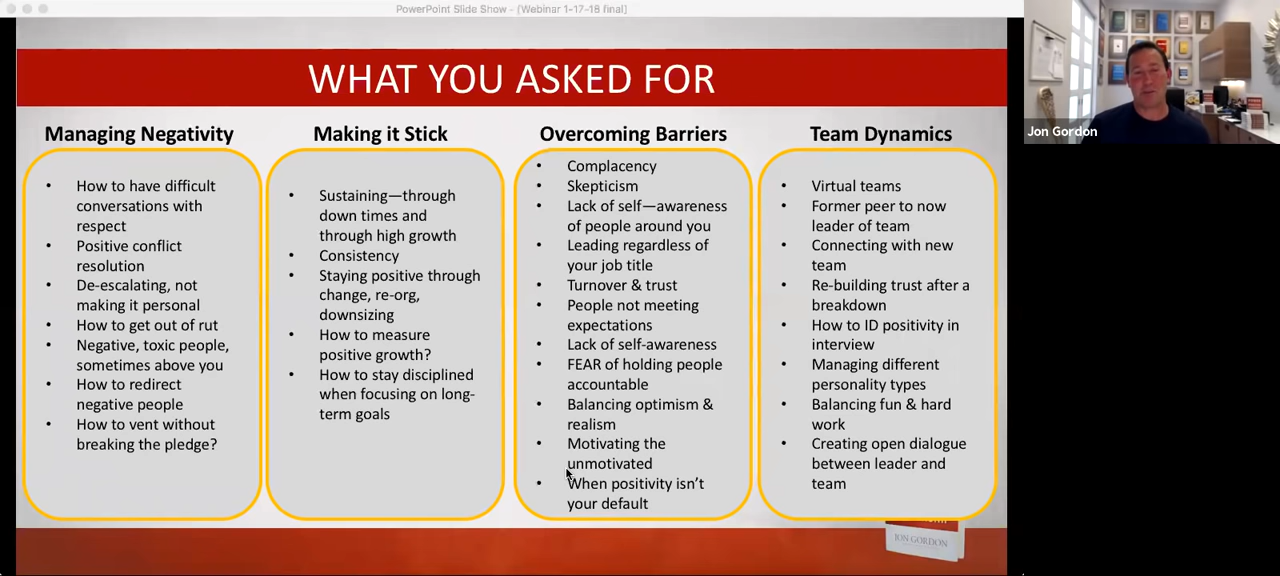 PowerPoint Slide Show - [Webinar 1-17-18 final]
WHAT YOU ASKED FOR
Managing Negativity
• How to have difficult
conversations with
respect
• Positive conflict
resolution
• De-escalating, not
making it personal
• How to get out of rut
• Negative, toxic people,
sometimes above you
• How to redirect
negative people
• How to vent without
breaking the pledge?
Making it Stick
• Sustaining—through
down times and
through high growth
• Consistency
• Staying positive through
change, re-org,
downsizing
• How to measure
positive growth?
• How to stay disciplined
when focusing on long-
term goals
Overcoming Barriers
• Complacency
• Skepticism
• Lack of self—awareness
of people around you
• Leading regardless of
your job title
• Turnover & trust
• People not meeting
expectations
• Lack of self-awareness
• FEAR of holding people
accountable
• Balancing optimism &
realism
• Motivating the
unmotivated
• When positivity isn't
your default
Team Dynamics
• Virtual teams
• Former peer to now
leader of team
• Connecting with new
team
• Re-building trust after a
breakdown
• How to ID positivity in
interview
• Managing different
personality types
• Balancing fun & hard
work
• Creating open dialogue
between leader and
team
JON GORDON
Jon Gordon